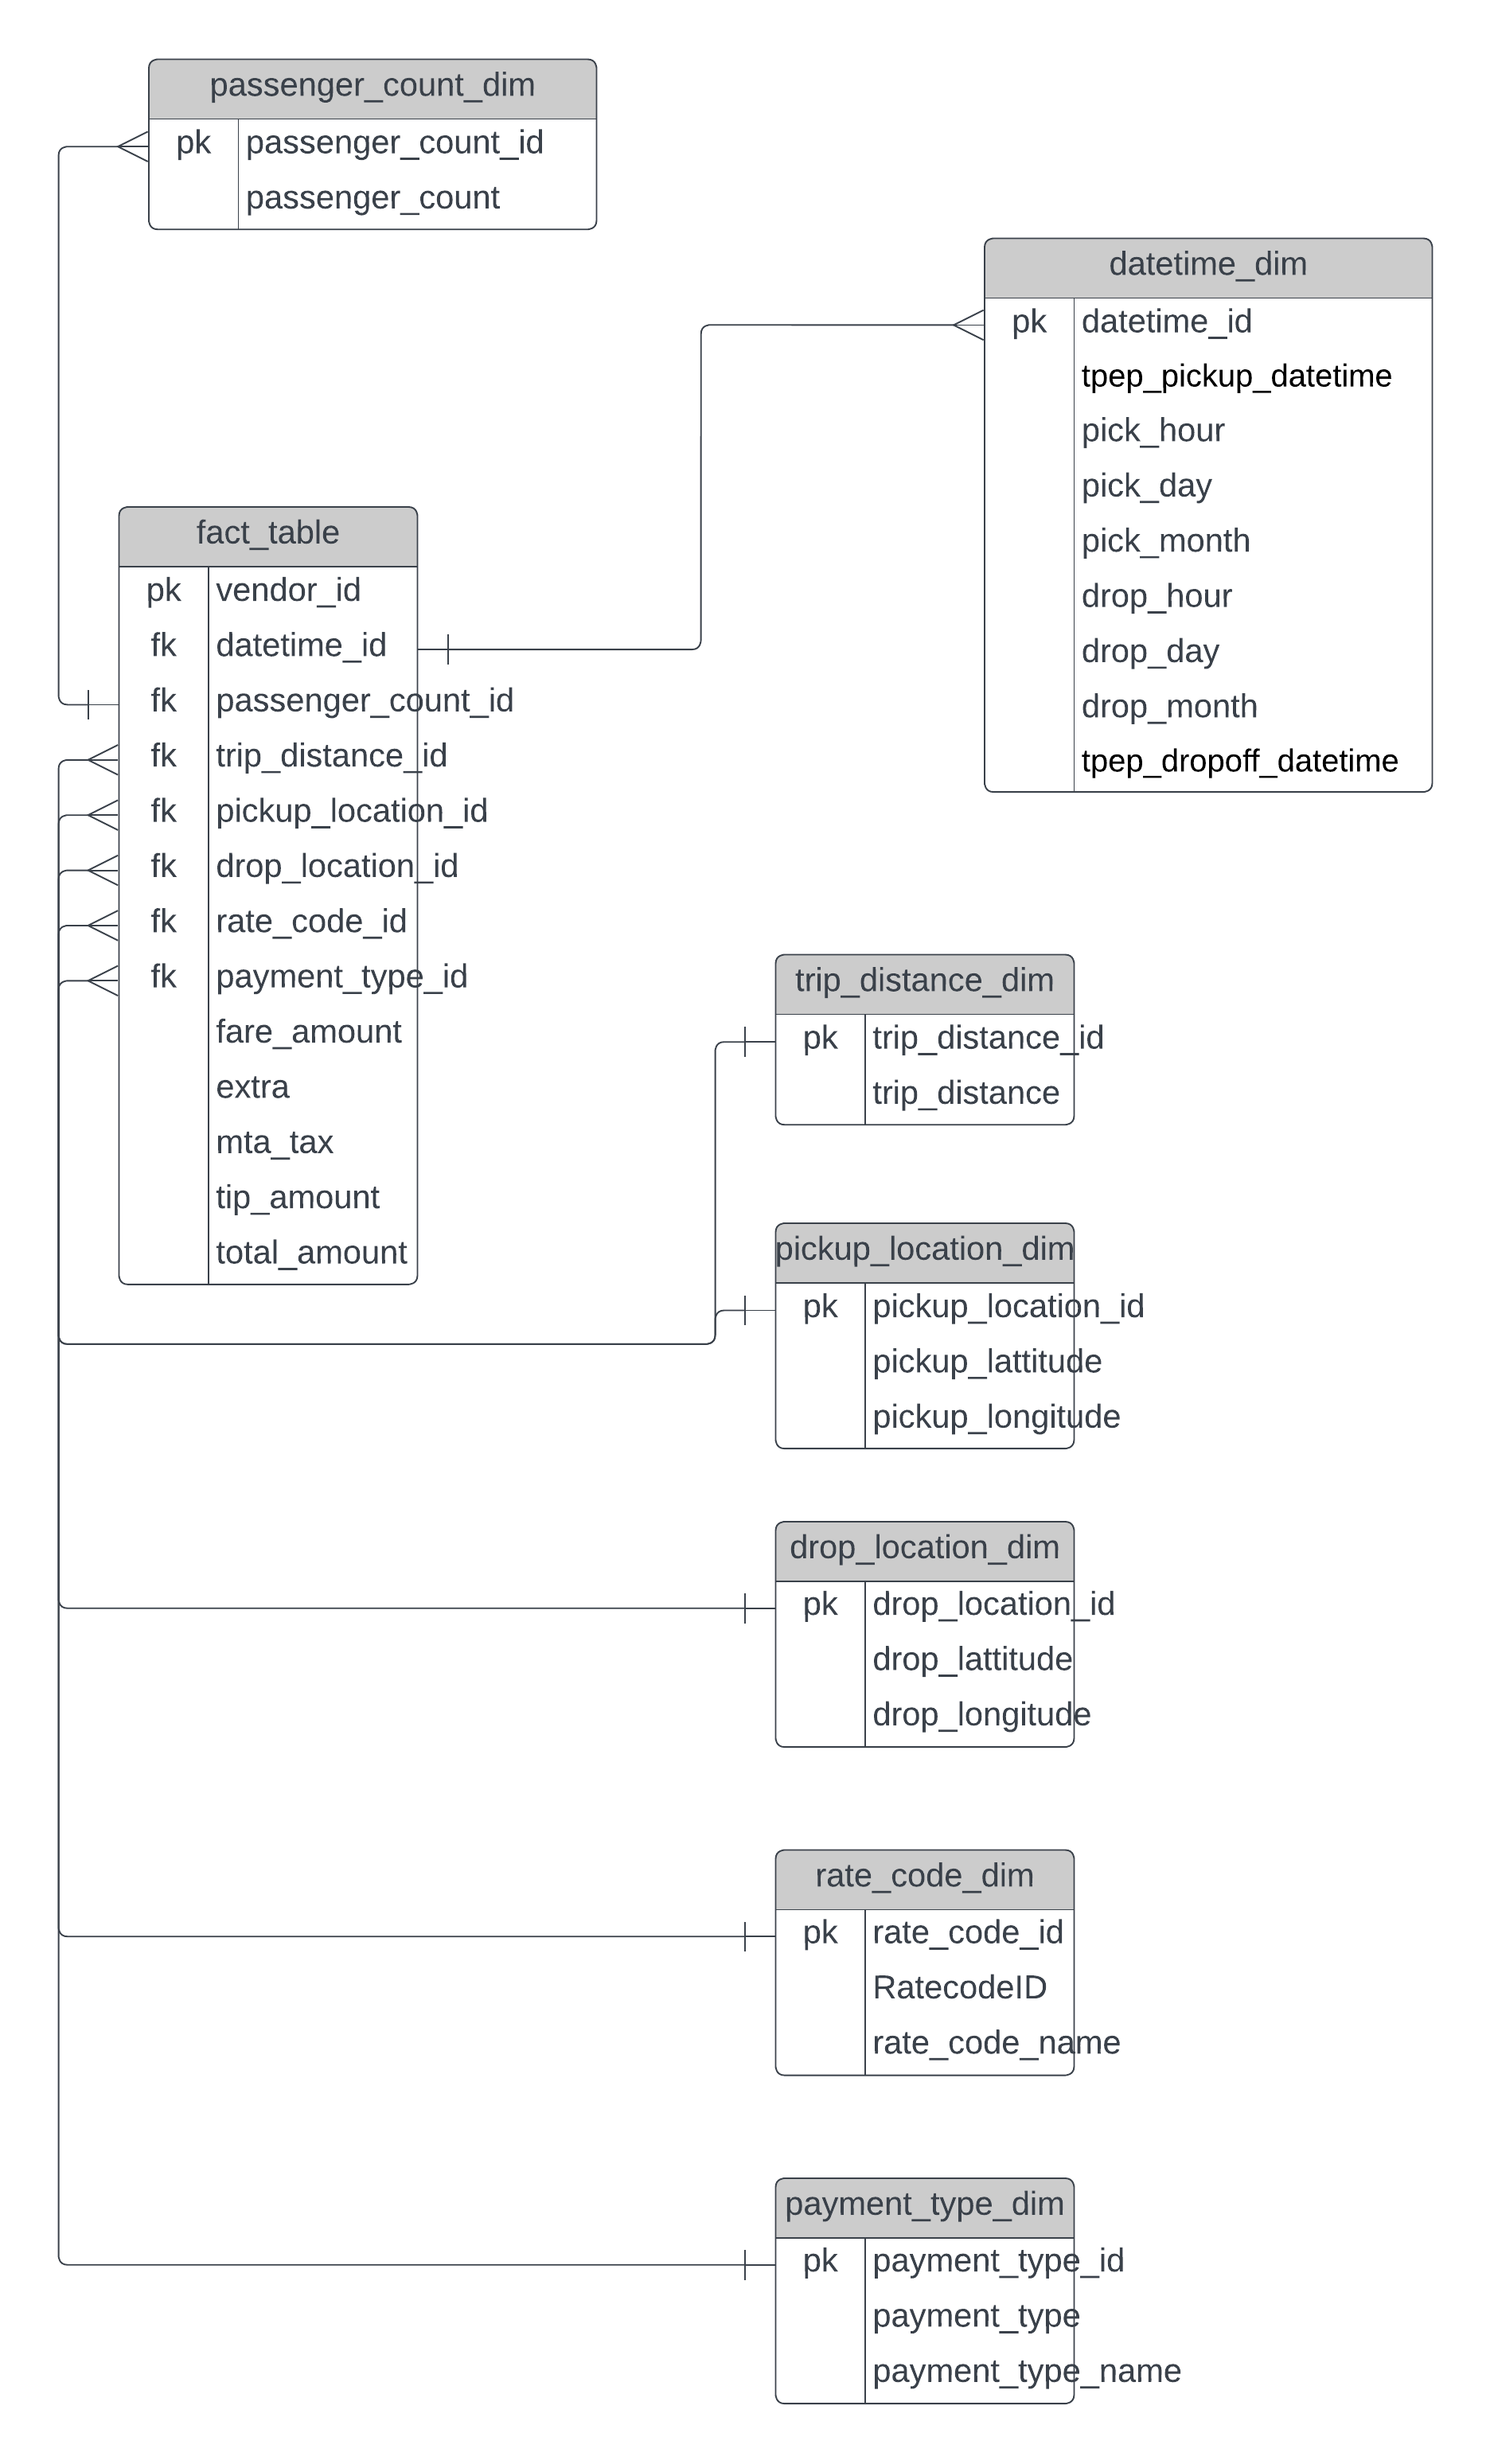 passenger_count_dim
pk passenger_count_id
passenger_count
datetime_dim
pk datetime_id
tpep_pickup_datetime
pick_hour
pick_day
pick_month
drop_hour
drop_day
drop_month
tpep_dropoff_datetime
fact_table
pk vendor_id
fk datetime_id
fk passenger_count_id
fk trip_distance_id
fk pickup_location_id
fk drop_location_id
fk rate_code_id
fk payment_type_id
fare_amount
extra
mta_tax
tip_amount
total_amount
trip_distance_dim
pk trip_distance_id
trip_distance
pickup_location_dim
pk pickup_location_id
pickup_lattitude
pickup_longitude
drop_location_dim
pk drop_location_id
drop_lattitude
drop_longitude
rate_code_dim
pk rate_code_id
RatecodeID
rate_code_name
payment_type_dim
pk payment_type_id
payment_type
payment_type_name